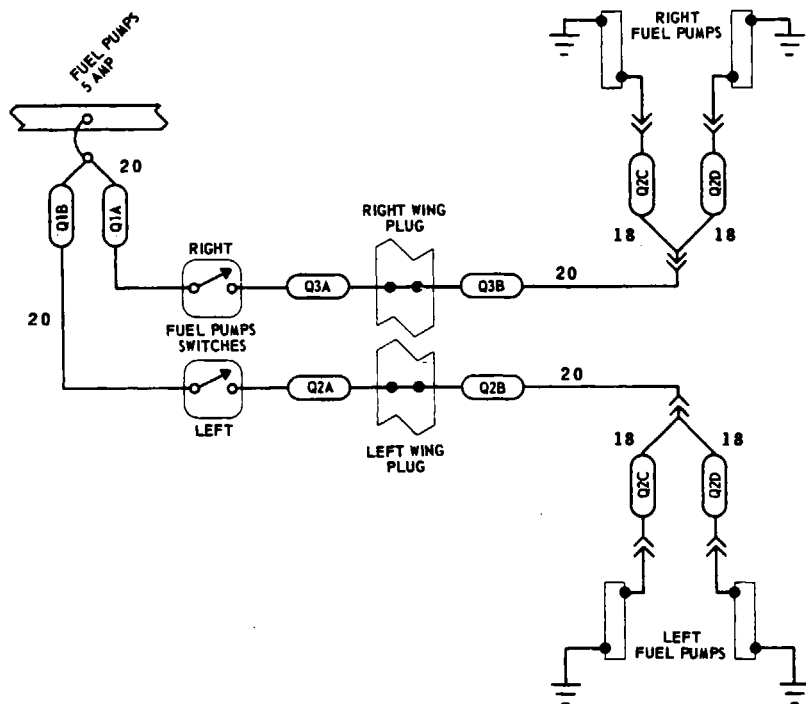 FUEL PUMPS
5 AMP
RIGHT
FUEL PUMPS
20
Q1B
Q1A
Q2C
Q2D
18
18
RIGHT WING
PLUG
RIGHT
Q3A
Q3B
20
FUEL PUMPS
SWITCHES
20
Q2A
Q2B
20
LEFT
LEFT WING
PLUG
18
18
Q2C
Q2D
LEFT
FUEL PUMPS